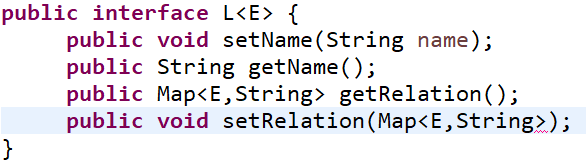 public interface L<E> {
public void setName(String name);
public String getName();
public Map<E,String> getRelation();
public void setRelation(Map<E,String>);
}